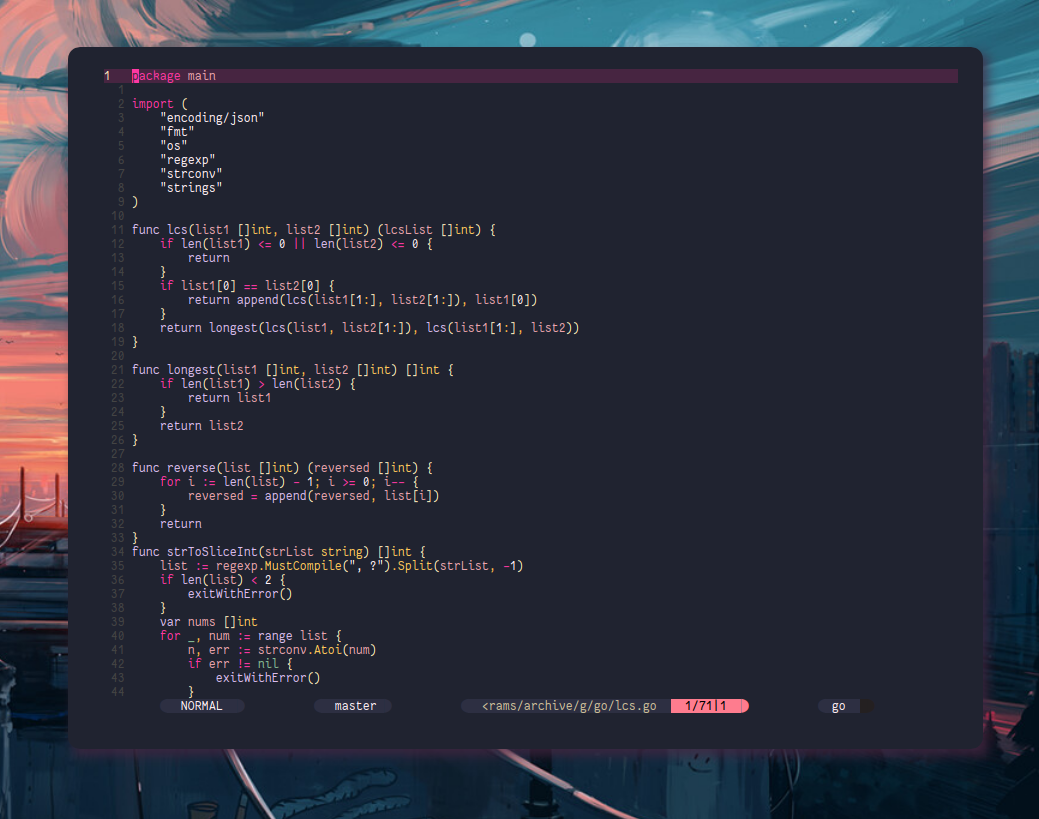 1 package main
1
2 import (
3     "encoding/json"
4     "fmt"
5     "os"
6     "regexp"
7     "strconv"
8     "strings"
9 )
10
11 func lcs(list1 []int, list2 []int) (lcsList []int) {
12     if len(list1) <= 0 || len(list2) <= 0 {
13         return
14     }
15     if list1[0] == list2[0] {
16         return append(lcs(list1[1:], list2[1:]), list1[0])
17     }
18     return longest(lcs(list1, list2[1:]), lcs(list1[1:], list2))
19 }
20
21 func longest(list1 []int, list2 []int) []int {
22     if len(list1) > len(list2) {
23         return list1
24     }
25     return list2
26 }
27
28 func reverse(list []int) (reversed []int) {
29     for i := len(list) - 1; i >= 0; i-- {
30         reversed = append(reversed, list[i])
31     }
32     return
33 }
34 func strToSliceInt(strList string) []int {
35     list := regexp.MustCompile(", ?").Split(strList, -1)
36     if len(list) < 2 {
37         exitWithError()
38     }
39     var nums []int
40     for _, num := range list {
41         n, err := strconv.Atoi(num)
42         if err != nil {
43             exitWithError()
44         }
NORMAL master <rams/archive/g/go/lcs.go 1/71|1 go